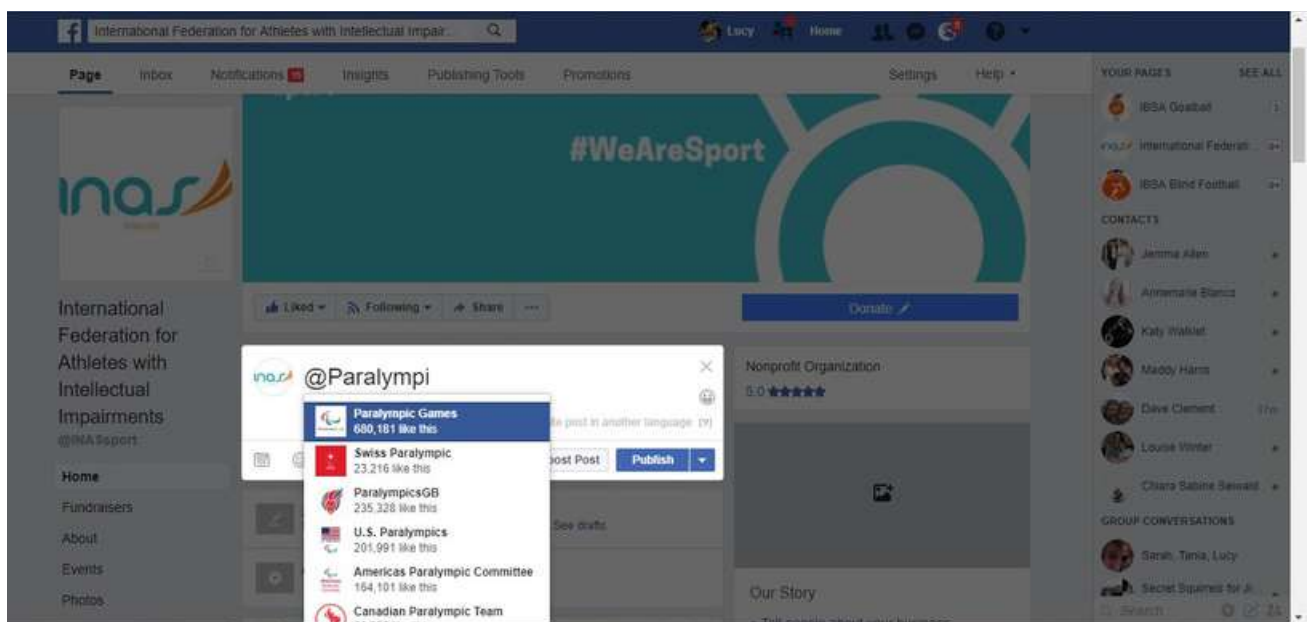 International Federation for Athletes with Intellectual Impair...
Lucy
Home
Page
Inbox
Notifications
Insights
Publishing Tools
Promotions
Settings
Help
#WeAreSport
inas
Liked
Following
Share
Donate
International
Federation for
Athletes with
Intellectual
Impairments
@INASsport
Home
Fundraisers
About
Events
Photos
inas
@Paralympi
Paralympic Games
680,181 like this
Swiss Paralympic
23,216 like this
ParalympicsGB
235,328 like this
U.S. Paralympics
201,991 like this
Americas Paralympic Committee
164,101 like this
Canadian Paralympic Team
post in another language
Post
Publish
See drafts
Nonprofit Organization
5.0 ★★★★★
Our Story
YOUR PAGES
SEE ALL
IBSA Goalball
International Federati...
IBSA Blind Football
CONTACTS
Jemma Allen
Annemarie Blanco
Katy
Maddy Harris
Dave Clement
Louise Winter
Chiara Sabine
GROUP CONVERSATIONS
Sarah, Tania, Lucy
Secret Squirrels for
Search